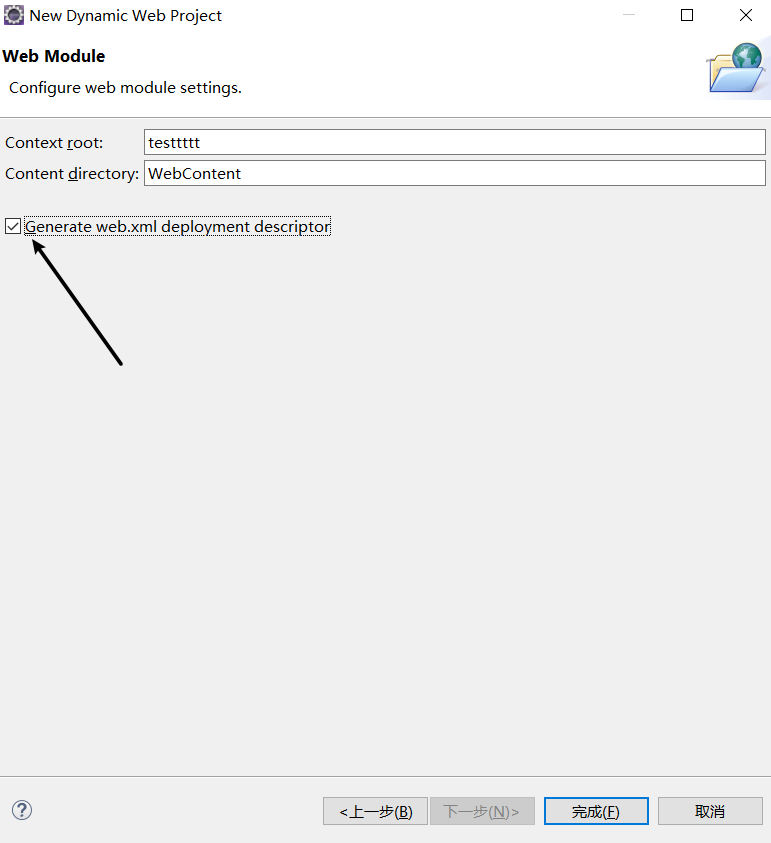 New Dynamic Web Project
Web Module
Configure web module settings.
Context root: testtttt
Content directory: WebContent
Generate web.xml deployment descriptor
?
<上一步(B) 下一步(N)> 完成(F) 取消